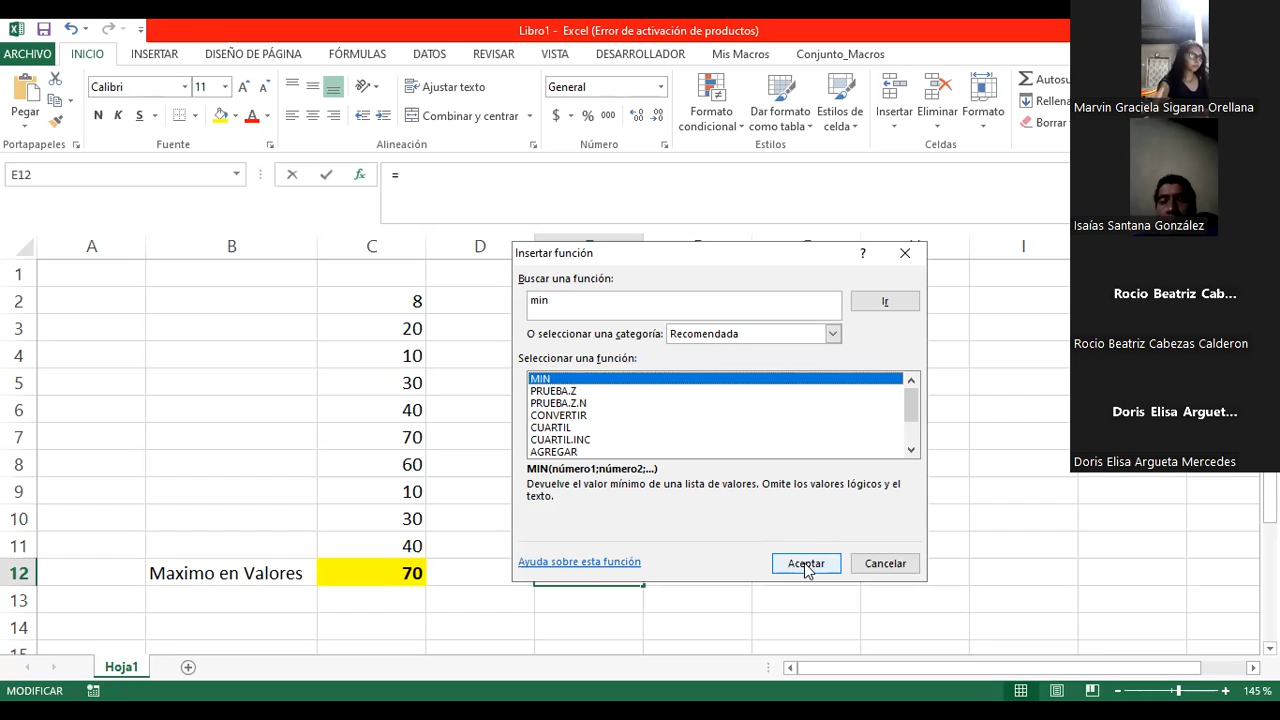 Libro1 - Excel (Error de activación de productos)
ARCHIVO INICIO INSERTAR DISEÑO DE PÁGINA FÓRMULAS DATOS REVISAR VISTA DESARROLLADOR Mis Macros Conjunto_Macros
Pegar
Portapapeles
Calibri 11
N K S
Fuente
Ajustar texto
Combinar y centrar
Alineación
General
$ % 000
Número
Formato condicional
Dar formato como tabla
Estilos de celda
Estilos
Insertar Eliminar Formato
Celdas
Autosu
Rellena
Borrar
E12
fx
=
A B C D I
1
2 8
3 20
4 10
5 30
6 40
7 70
8 60
9 10
10 30
11 40
12 Maximo en Valores 70
13
14
15
Insertar función
?
Buscar una función:
min
Ir
O seleccionar una categoría: Recomendada
Seleccionar una función:
MIN
PRUEBA.Z
PRUEBA.Z.N
CONVERTIR
CUARTIL
CUARTIL.INC
AGREGAR
MIN(número1;número2;...)
Devuelve el valor mínimo de una lista de valores. Omite los valores lógicos y el
texto.
Ayuda sobre esta función
Aceptar Cancelar
Hoja1
MODIFICAR
145 %
Marvin Graciela Sigaran Orellana
Isaías Santana González
Rocio Beatriz Cab...
Rocio Beatriz Cabezas Calderon
Doris Elisa Arguet...
Doris Elisa Argueta Mercedes